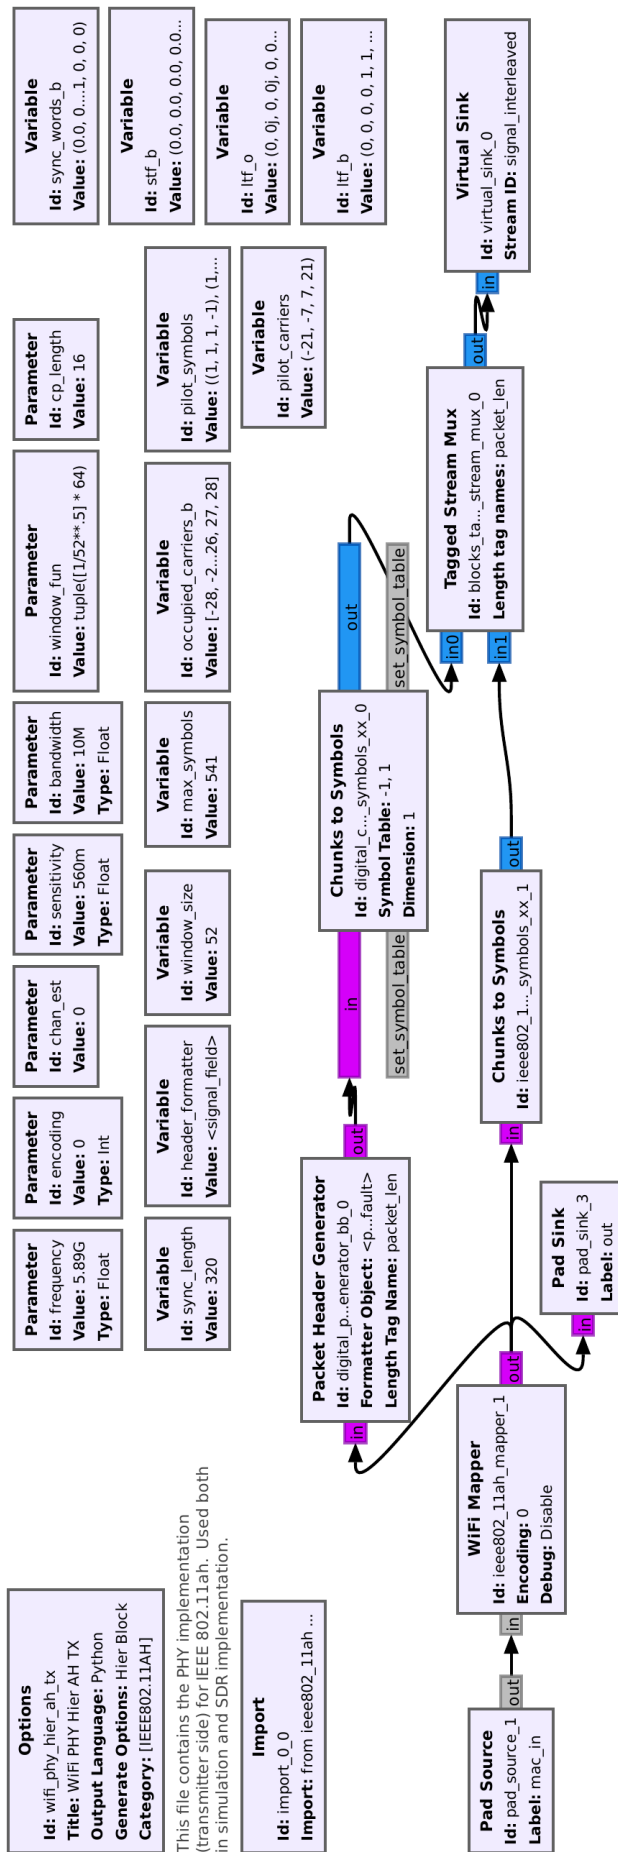 Options
Id: wifi_phy_hier_ah_tx
Title: WiFi PHY Hier AH TX
Output Language: Python
Generate Options: Hier Block
Category: [IEEE802.11AH]
This file contains the PHY implementation
(transmitter side) for IEEE 802.11ah.  Used both
in simulation and SDR implementation.
Import
Id: import_0_0
Import: from ieee802_11ah ...
Parameter
Id: frequency
Value: 5.89G
Type: Float
Parameter
Id: encoding
Value: 0
Type: Int
Parameter
Id: chan_est
Value: 0
Parameter
Id: sensitivity
Value: 560m
Type: Float
Parameter
Id: bandwidth
Value: 10M
Type: Float
Parameter
Id: window_fun
Value: tuple([1/52**.5] * 64)
Parameter
Id: cp_length
Value: 16
Variable
Id: sync_length
Value: 320
Variable
Id: header_formatter
Value: <signal_field>
Variable
Id: window_size
Value: 52
Variable
Id: max_symbols
Value: 541
Variable
Id: occupied_carriers_b
Value: [-28, -2...26, 27, 28]
Variable
Id: pilot_symbols
Value: ((1, 1, 1, -1), (1,...
Variable
Id: pilot_carriers
Value: (-21, -7, 7, 21)
Variable
Id: sync_words_b
Value: (0.0, 0....1, 0, 0, 0)
Variable
Id: stf_b
Value: (0.0, 0.0, 0.0, 0.0...
Variable
Id: ltf_o
Value: (0, 0j, 0, 0j, 0, 0...
Variable
Id: ltf_b
Value: (0, 0, 0, 0, 1, 1, ...
Pad Source
Id: pad_source_1
Label: mac_in
out
in
WiFi Mapper
Id: ieee802_11ah_mapper_1
Encoding: 0
Debug: Disable
out
in
Pad Sink
Id: pad_sink_3
Label: out
in
Packet Header Generator
Id: digital_p...enerator_bb_0
Formatter Object: <p...fault>
Length Tag Name: packet_len
out
in
set_symbol_table
Chunks to Symbols
Id: digital_c..._symbols_xx_0
Symbol Table: -1, 1
Dimension: 1
out
set_symbol_table
in
Chunks to Symbols
Id: ieee802_1..._symbols_xx_1
out
in0
in1
Tagged Stream Mux
Id: blocks_ta..._stream_mux_0
Length tag names: packet_len
out
in
Virtual Sink
Id: virtual_sink_0
Stream ID: signal_interleaved